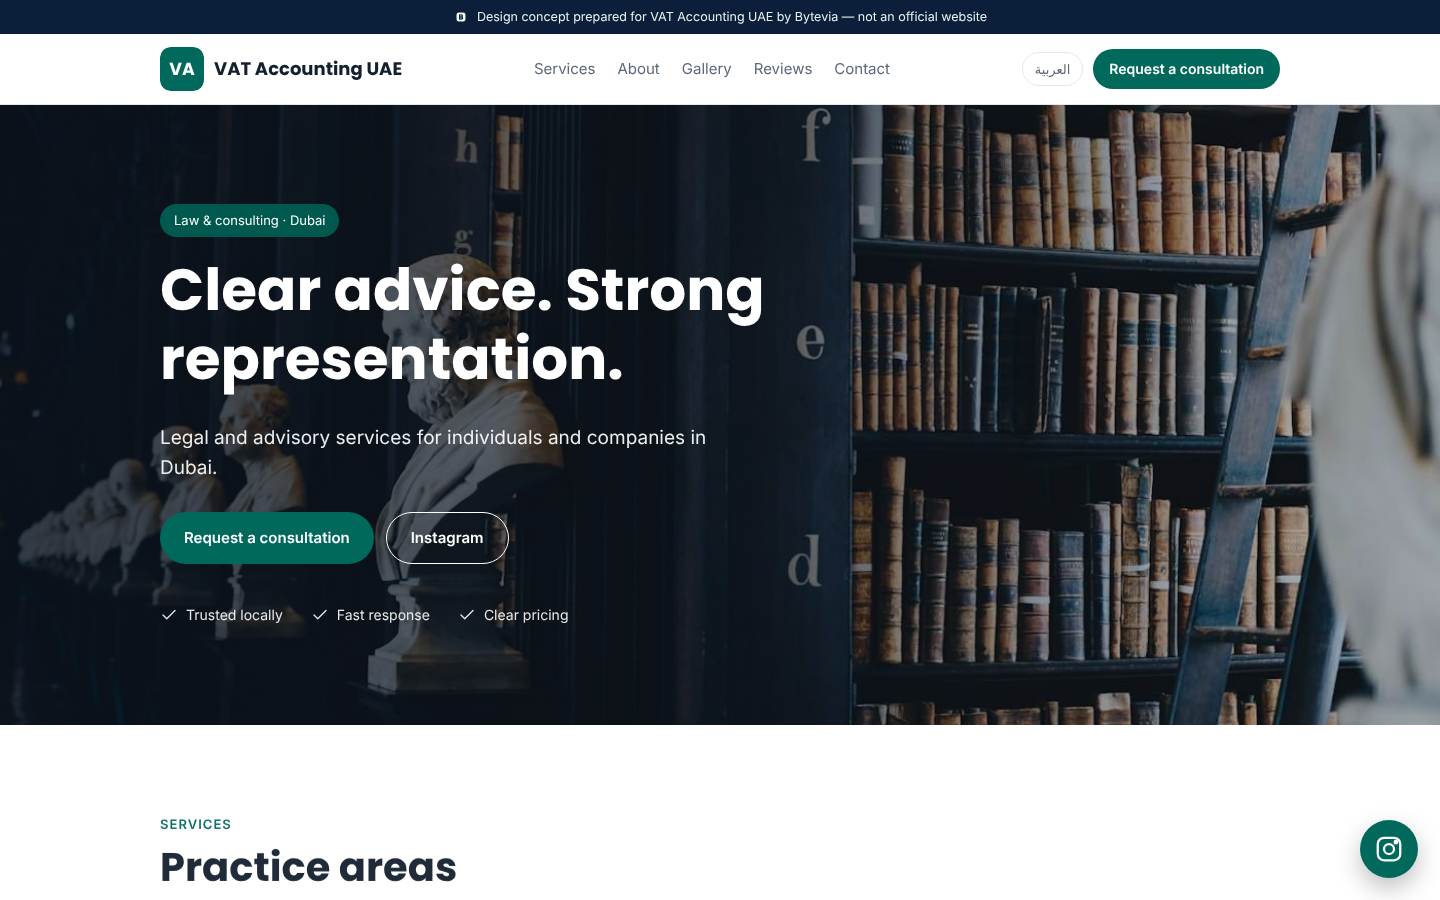 Design concept prepared for VAT Accounting UAE by Bytevia — not an official website
VA VAT Accounting UAE
Services About Gallery Reviews Contact
العربية
Request a consultation
h
f
g
e
d
Law & consulting · Dubai
Clear advice. Strong
representation.
Legal and advisory services for individuals and companies in
Dubai.
Request a consultation
Instagram
Trusted locally
Fast response
Clear pricing
SERVICES
Practice areas